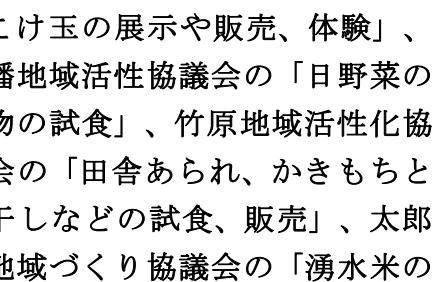 こけ玉の展示や販売、体験」、
播地域活性協議会の「日野菜の
物の試食」、竹原地域活性化協
会の「田舎あられ、かきもちと
干しなどの試食、販売」、太郎
地域づくり協議会の「湧水米の